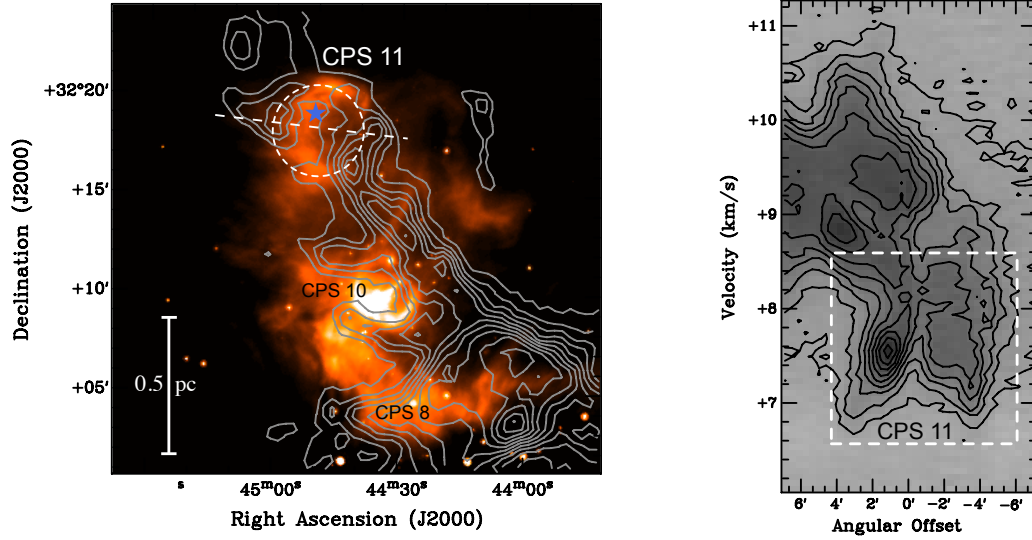 CPS 11
+32°20′
+15′
+10′
+05′
CPS 10
CPS 8
0.5 pc
Declination (J2000)
s
45ᵐ00ˢ
44ᵐ30ˢ
44ᵐ00ˢ
Right Ascension (J2000)
+11
+10
+9
+8
+7
Velocity (km/s)
CPS 11
6′ 4′ 2′ 0′ −2′ −4′ −6′
Angular Offset